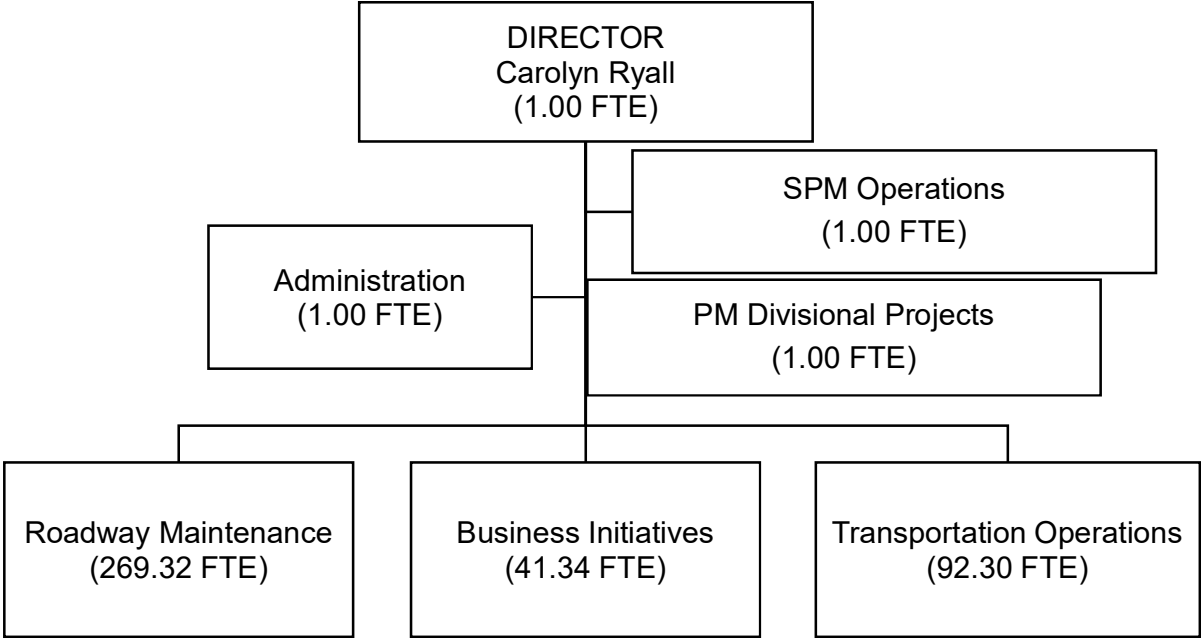 DIRECTOR
Carolyn Ryall
(1.00 FTE)
SPM Operations
(1.00 FTE)
Administration
(1.00 FTE)
PM Divisional Projects
(1.00 FTE)
Roadway Maintenance
(269.32 FTE)
Business Initiatives
(41.34 FTE)
Transportation Operations
(92.30 FTE)